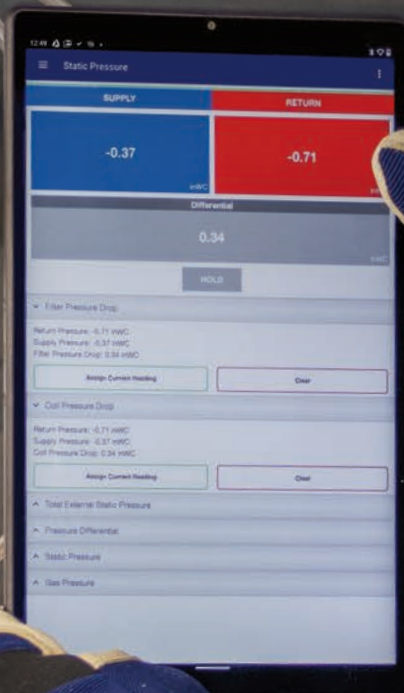 12:49
Static Pressure
SUPPLY
RETURN
-0.37
-0.71
inWC
Differential
0.34
inWC
HOLD
Filter Pressure Drop
Return Pressure: -0.71 inWC
Supply Pressure: -0.37 inWC
Filter Pressure Drop: 0.34 inWC
Assign Current Reading
Clear
Coil Pressure Drop
Return Pressure: -0.71 inWC
Supply Pressure: -0.37 inWC
Coil Pressure Drop: 0.34 inWC
Assign Current Reading
Clear
Total External Static Pressure
Pressure Differential
Static Pressure
Gas Pressure